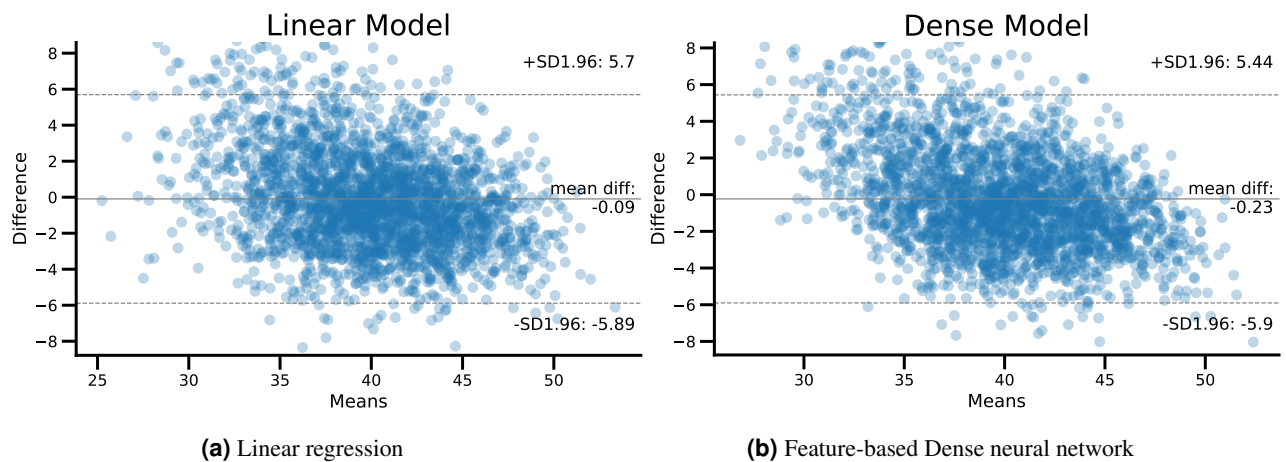 Linear Model
8
6
4
2
0
−2
−4
−6
−8
Difference
+SD1.96: 5.7
mean diff:
-0.09
-SD1.96: -5.89
25
30
35
40
45
50
Means
(a) Linear regression
Dense Model
8
6
4
2
0
−2
−4
−6
−8
Difference
+SD1.96: 5.44
mean diff:
-0.23
-SD1.96: -5.9
30
35
40
45
50
Means
(b) Feature-based Dense neural network